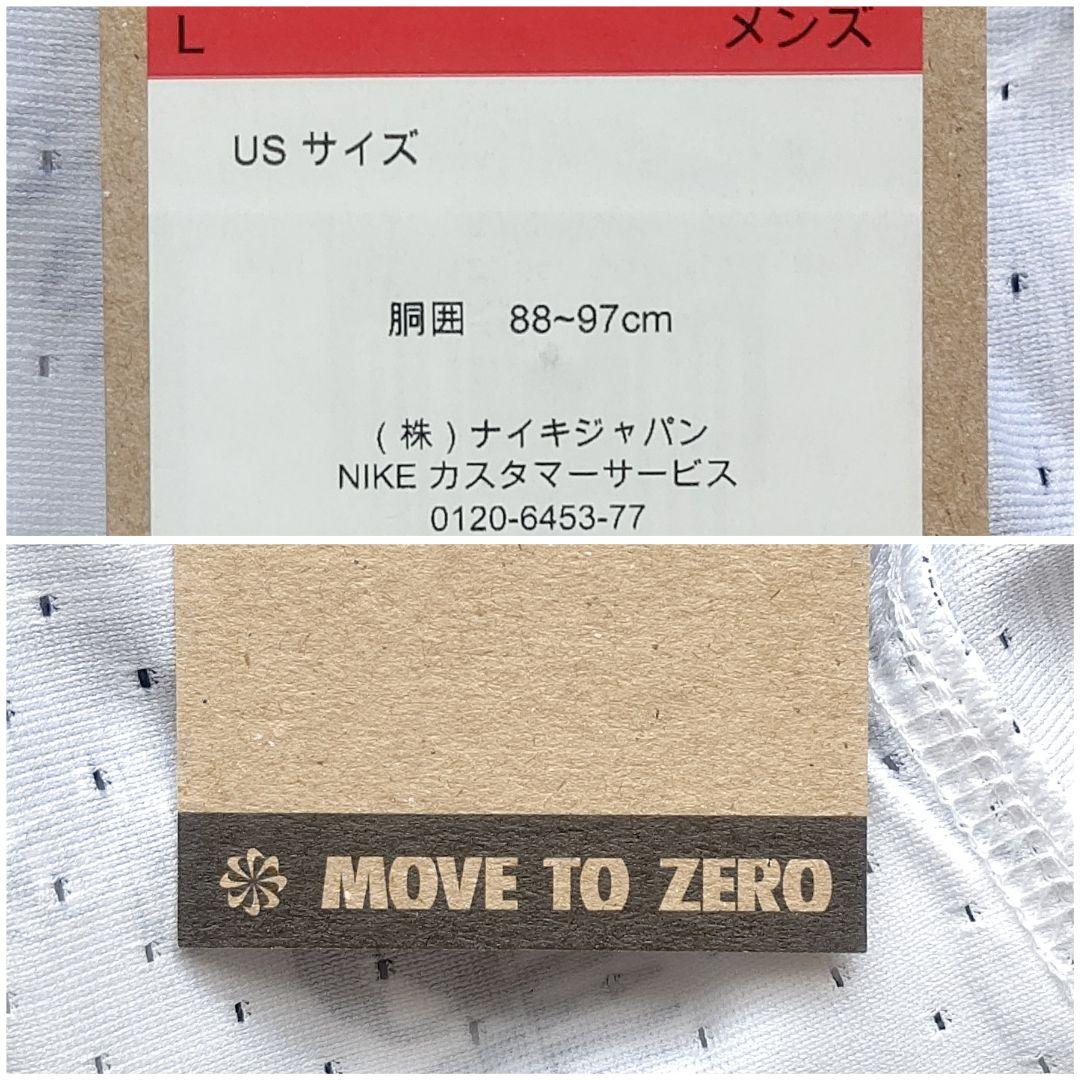 L メンズ
US サイズ
胴囲 88~97cm
(株)ナイキジャパン
NIKE カスタマーサービス
0120-6453-77
MOVE TO ZERO